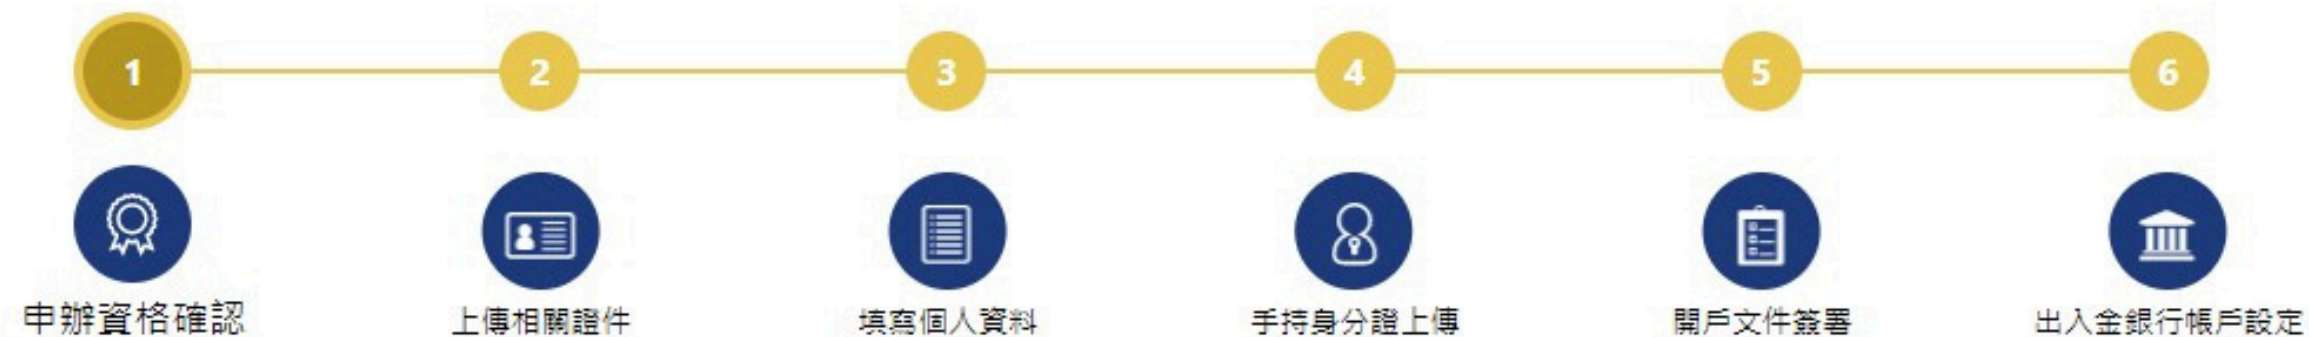 1 2 3 4 5 6
申辦資格確認 上傳相關證件 填寫個人資料 手持身分證上傳 開戶文件簽署 出入金銀行帳戶設定